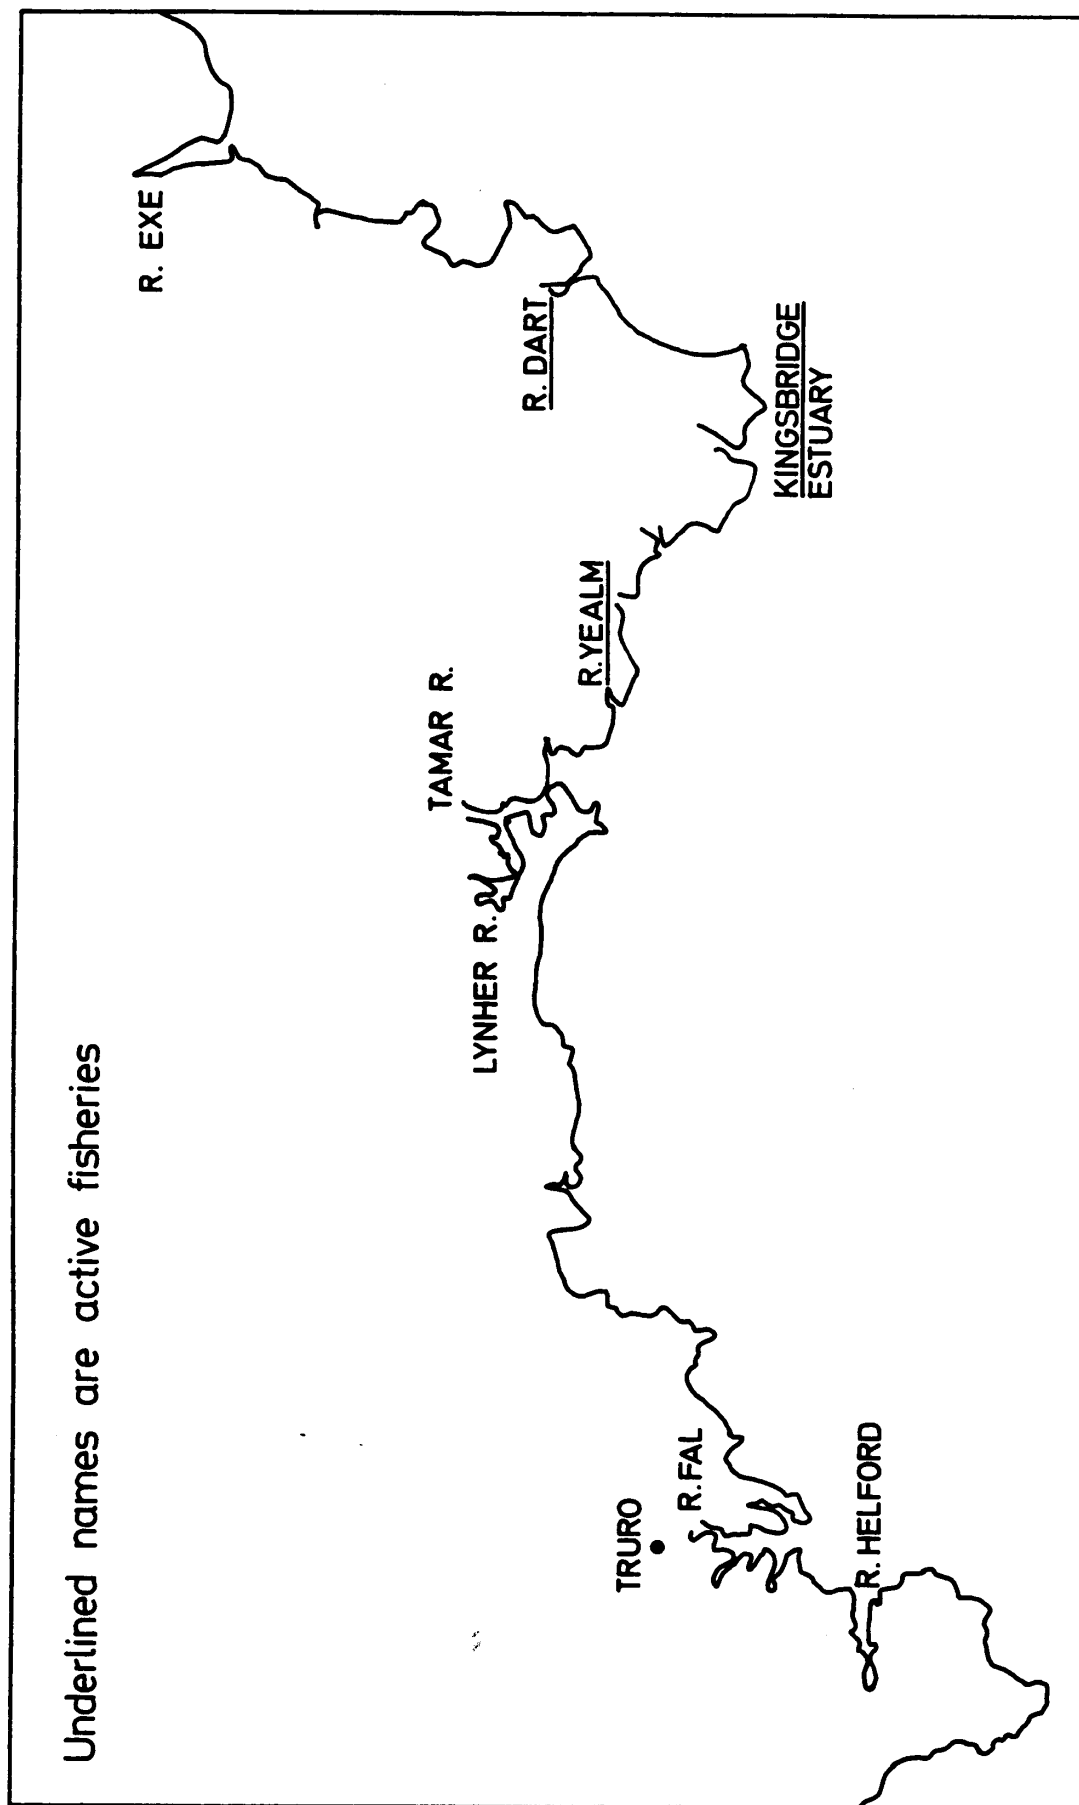 Underlined names are active fisheries
R. EXE
R. DART
KINGSBRIDGE
ESTUARY
R. YEALM
TAMAR R.
LYNHER R.
R. FAL
TRURO
R. HELFORD